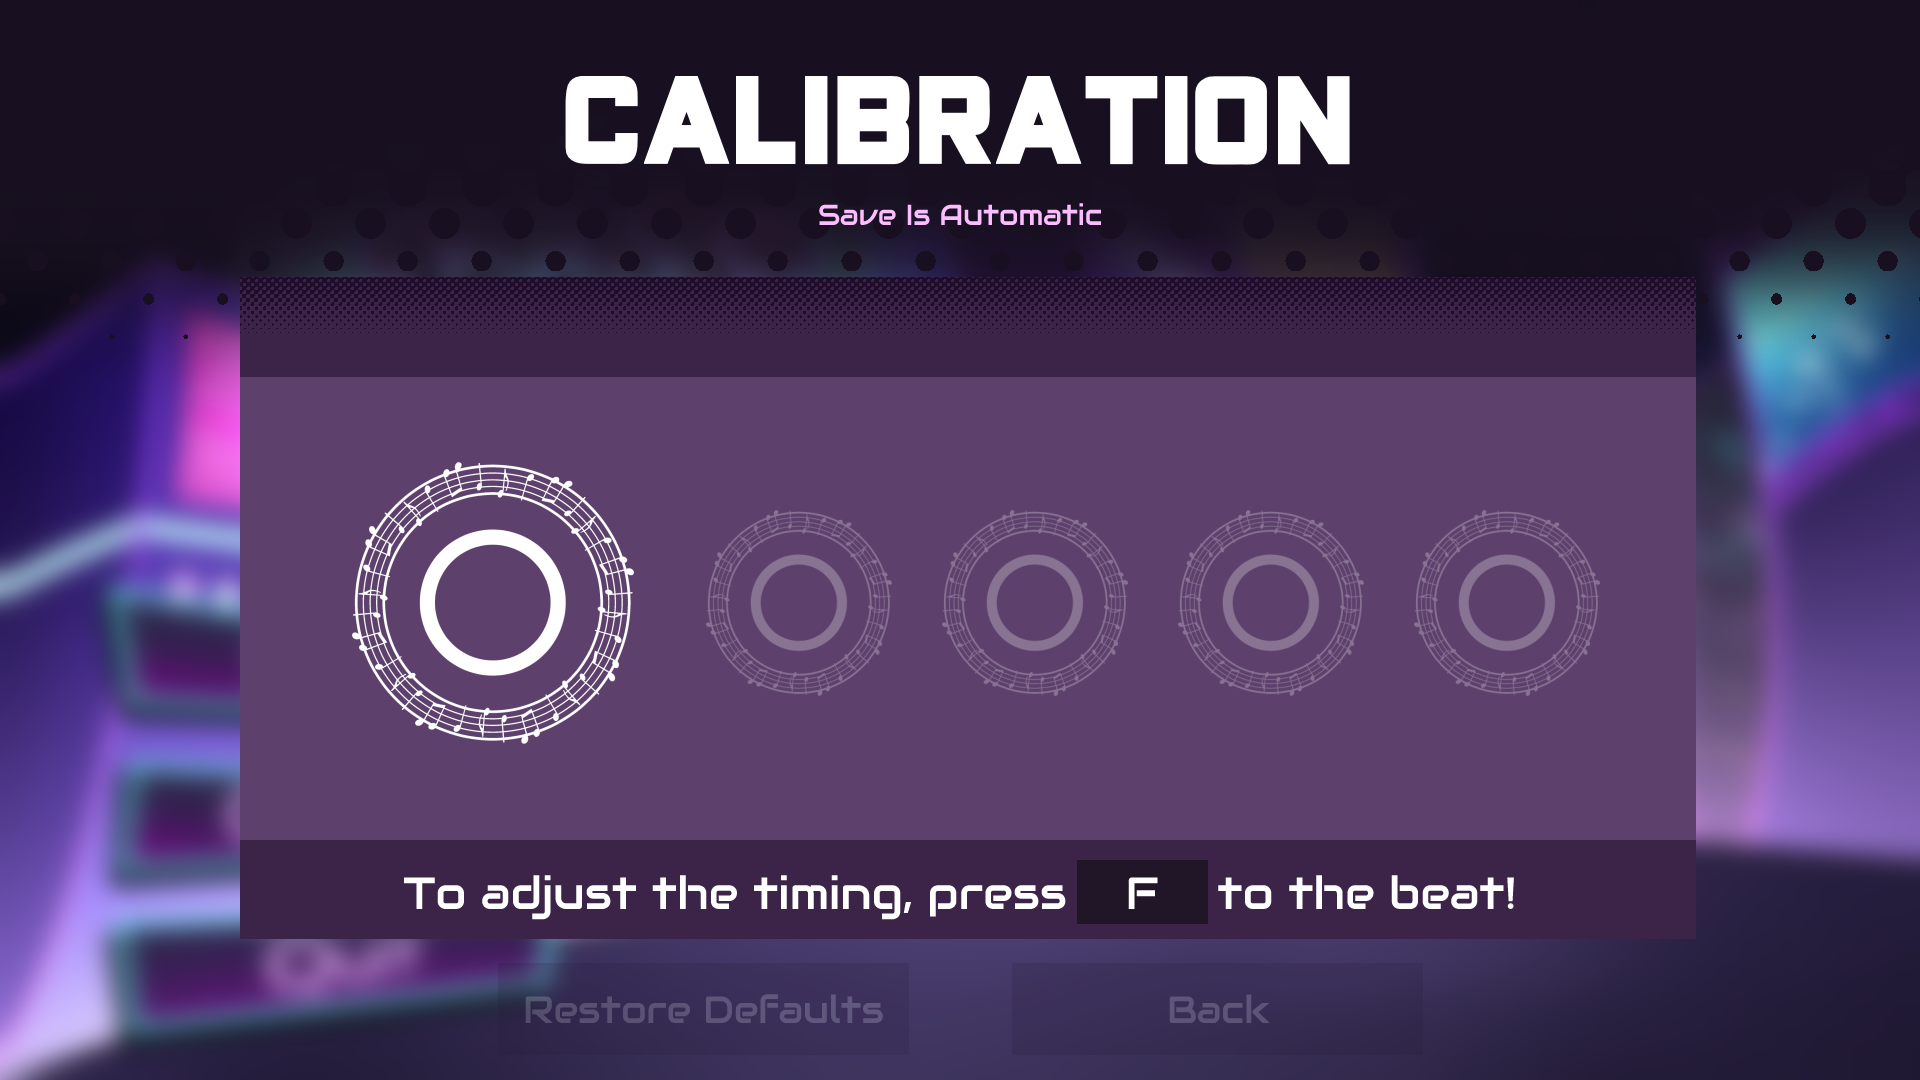 CALIBRATION
Save Is Automatic
To adjust the timing, press F to the beat!
Restore Defaults
Back